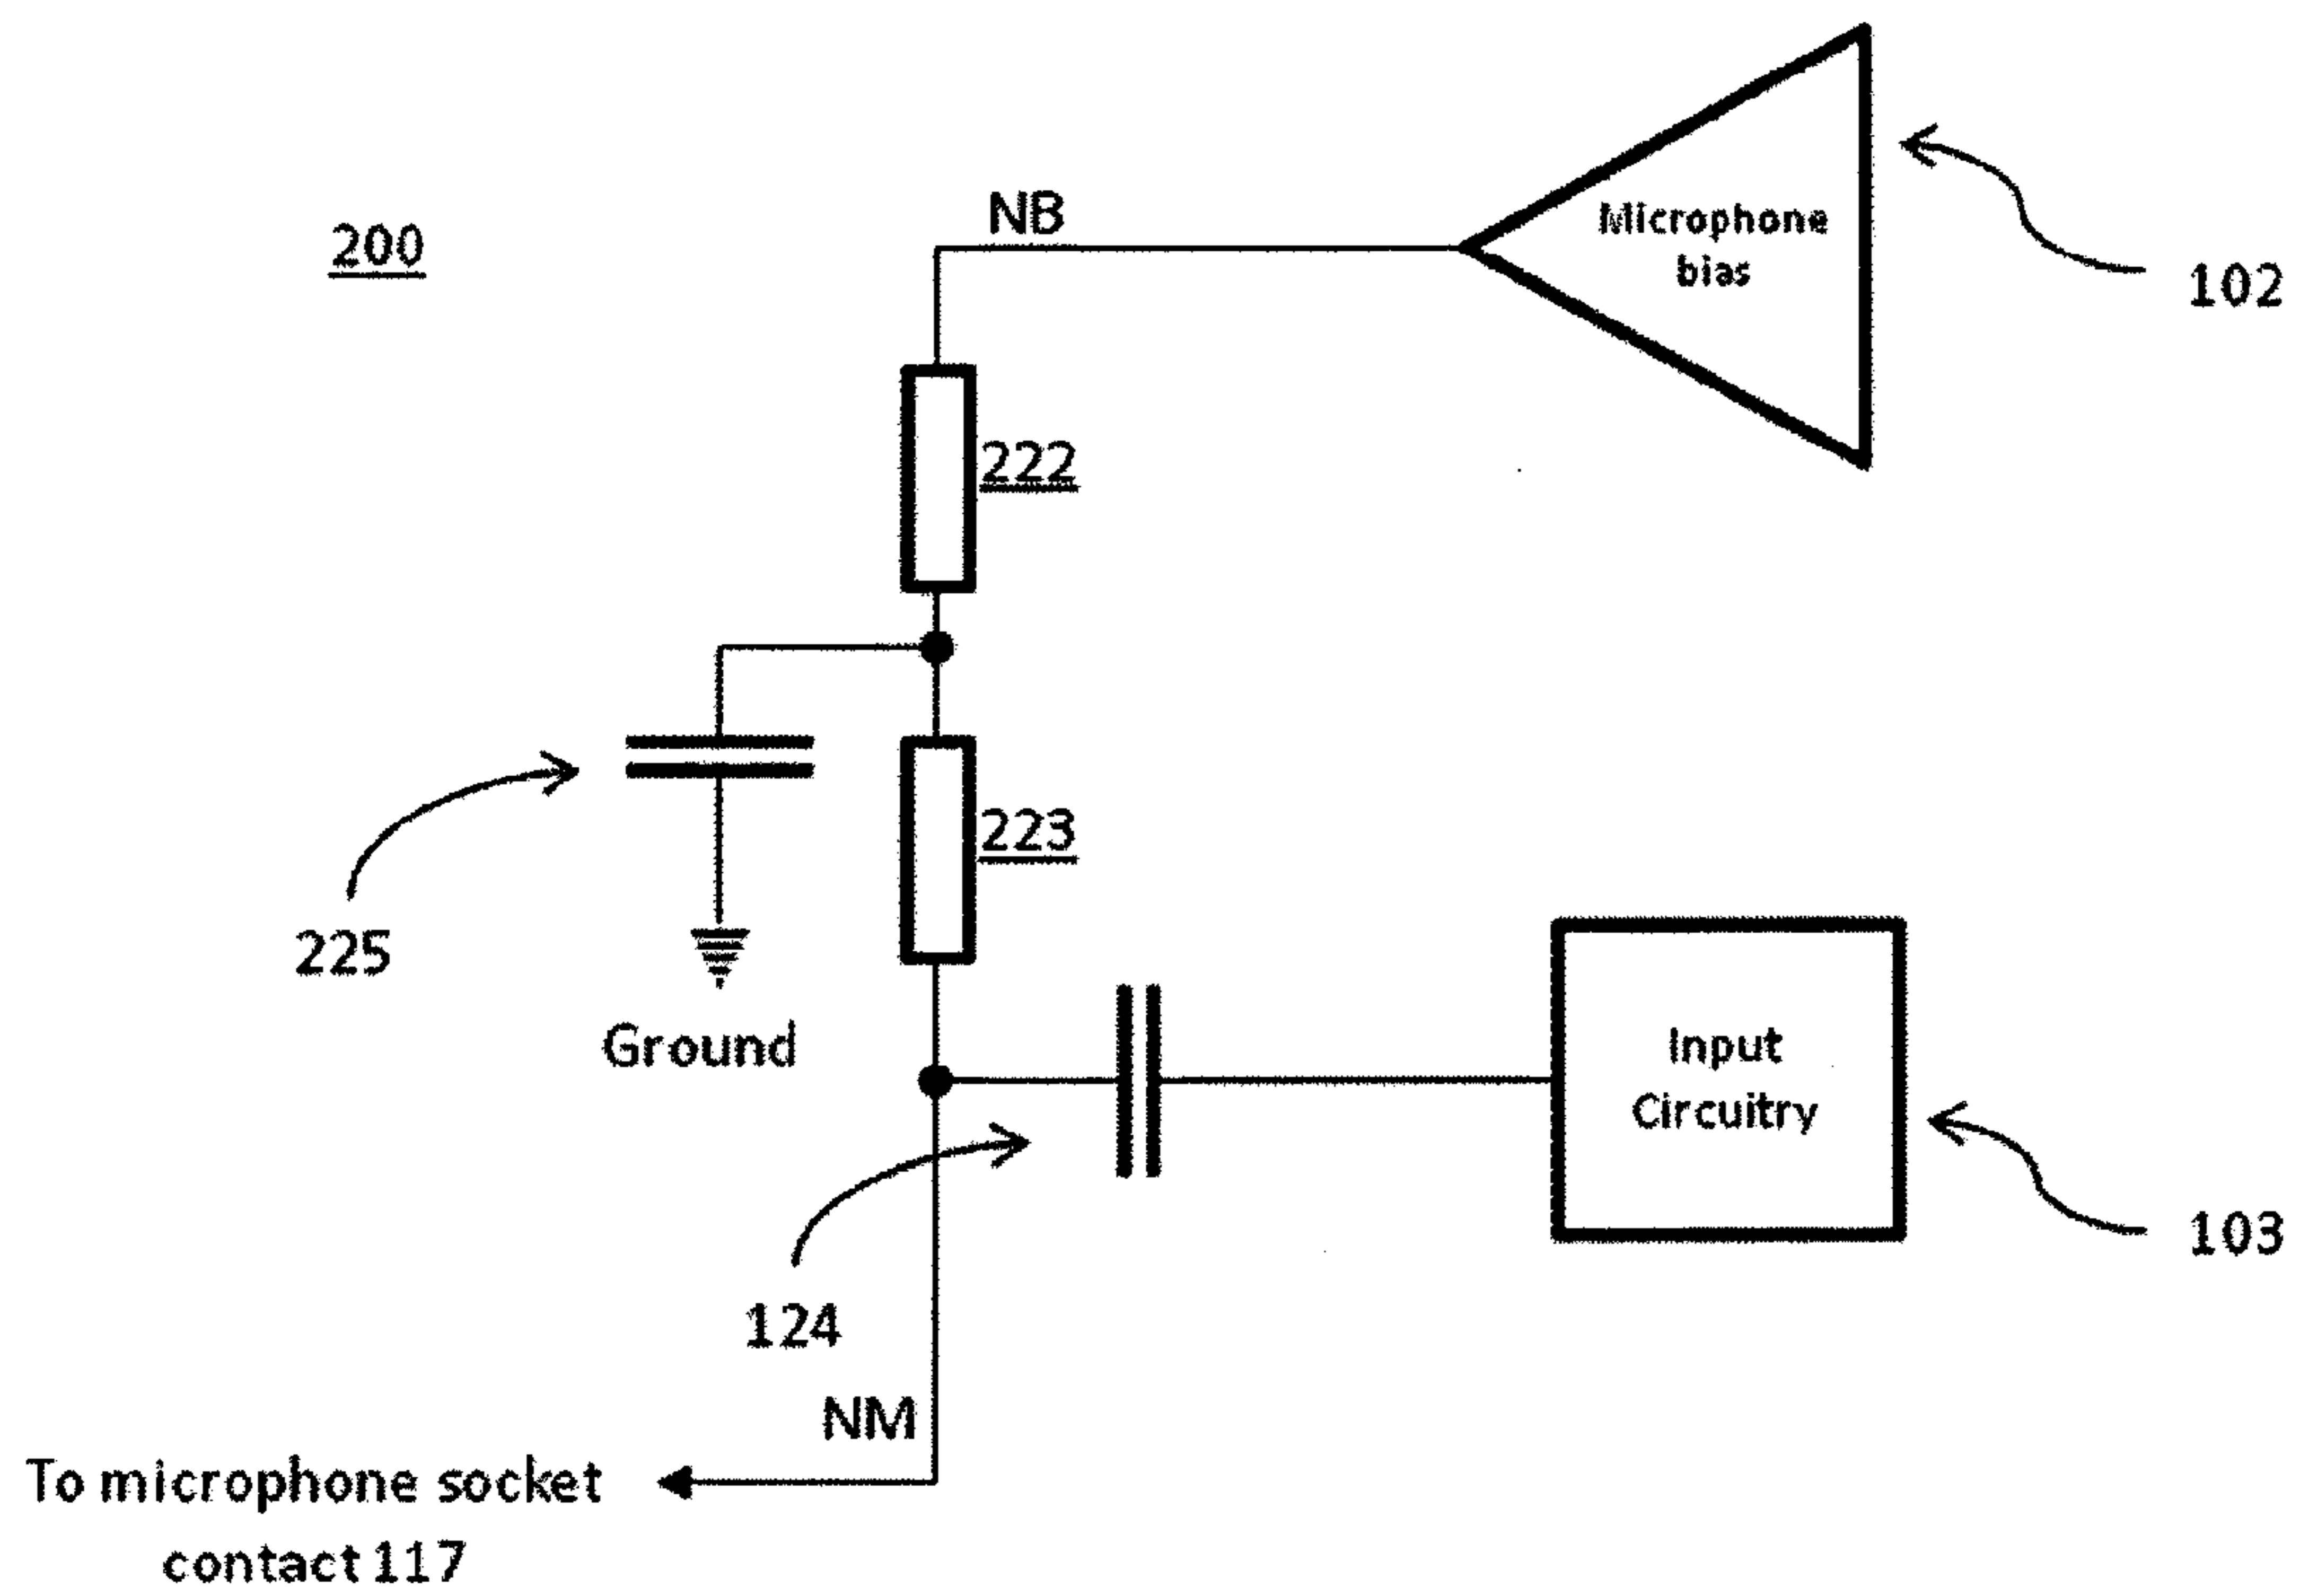 200
NB
Microphone
bias
102
222
223
225
Ground
Input
Circuitry
103
124
NM
To microphone socket
contact 117